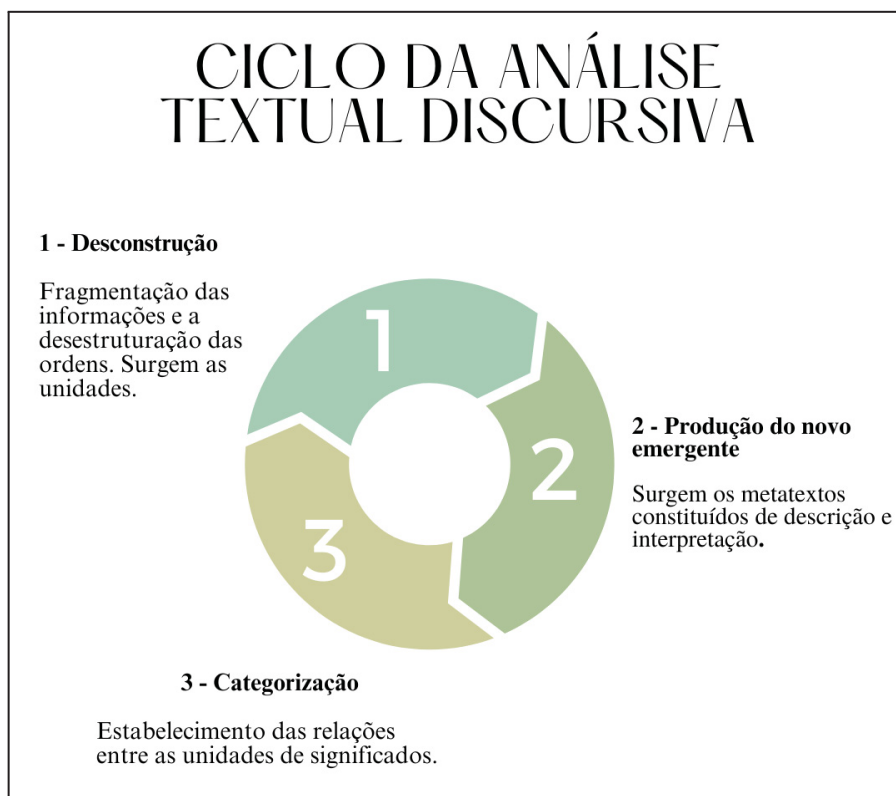 CICLO DA ANÁLISE
TEXTUAL DISCURSIVA
1 - Desconstrução
Fragmentação das
informações e a
desestruturação das
ordens. Surgem as
unidades.
1
2
3
2 - Produção do novo
emergente
Surgem os metatextos
constituídos de descrição e
interpretação.
3 - Categorização
Estabelecimento das relações
entre as unidades de significados.